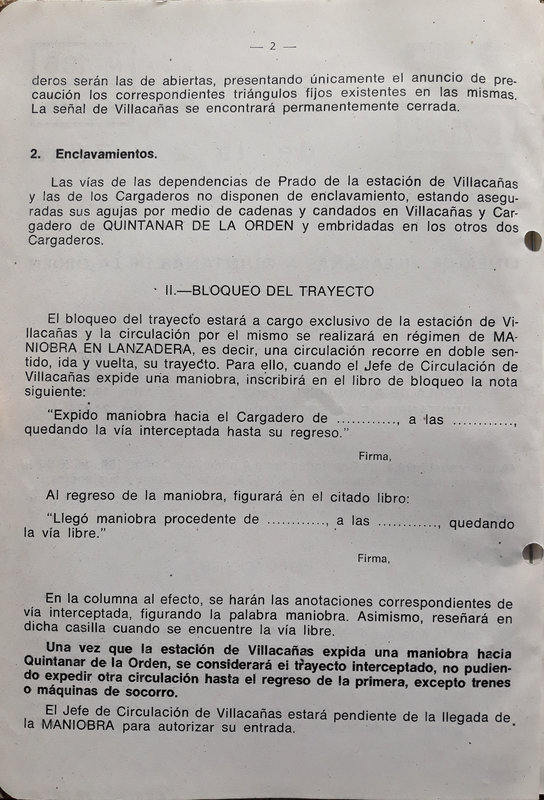 — 2 —
deros serán las de abiertas, presentando únicamente el anuncio de pre-
caución los correspondientes triángulos fijos existentes en las mismas.
La señal de Villacañas se encontrará permanentemente cerrada.
2. Enclavamientos.
Las vías de las dependencias de Prado de la estación de Villacañas
y las de los Cargaderos no disponen de enclavamiento, estando asegu-
radas sus agujas por medio de cadenas y candados en Villacañas y Car-
gadero de QUINTANAR DE LA ORDEN y embridadas en los otros dos
Cargaderos.
II.—BLOQUEO DEL TRAYECTO
El bloqueo del trayecto estará a cargo exclusivo de la estación de Vi-
llacañas y la circulación por el mismo se realizará en régimen de MA-
NIOBRA EN LANZADERA, es decir, una circulación recorre en doble sen-
tido, ida y vuelta, su trayecto. Para ello, cuando el Jefe de Circulación de
Villacañas expide una maniobra, inscribirá en el libro de bloqueo la nota
siguiente:
"Expido maniobra hacia el Cargadero de ............, a las ............,
quedando la vía interceptada hasta su regreso."
Firma,
Al regreso de la maniobra, figurará en el citado libro:
"Llegó maniobra procedente de ............, a las ............, quedando
la vía libre."
Firma,
En la columna al efecto, se harán las anotaciones correspondientes de
vía interceptada, figurando la palabra maniobra. Asimismo, reseñará en
dicha casilla cuando se encuentre la vía libre.
Una vez que la estación de Villacañas expida una maniobra hacia
Quintanar de la Orden, se considerará el trayecto interceptado, no pudien-
do expedir otra circulación hasta el regreso de la primera, excepto trenes
o máquinas de socorro.
El Jefe de Circulación de Villacañas estará pendiente de la llegada de
la MANIOBRA para autorizar su entrada.